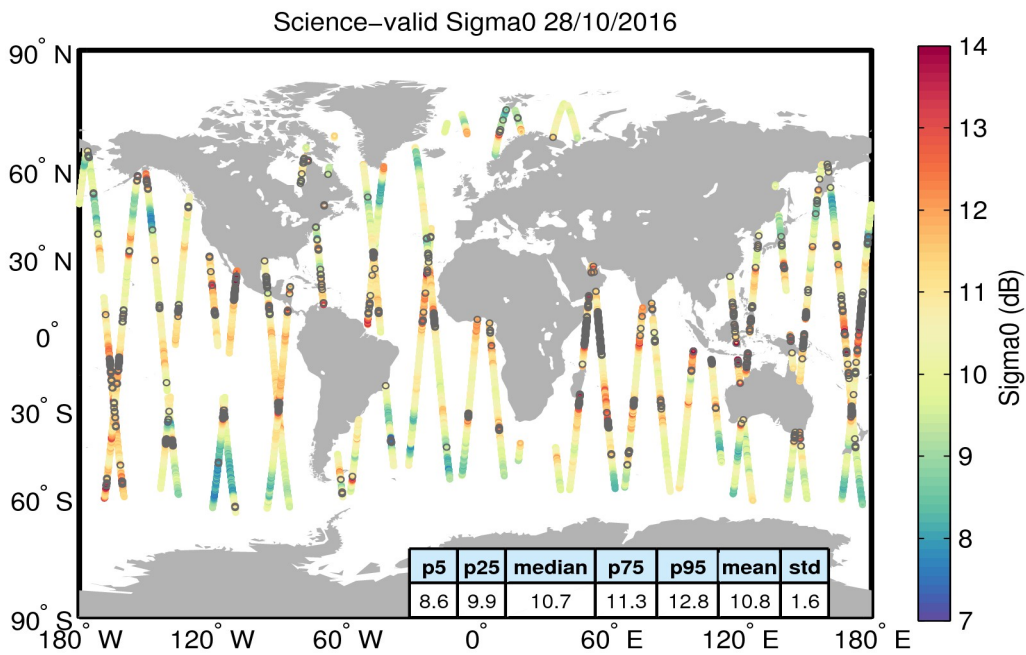 Science−valid Sigma0 28/10/2016
90° N
60° N
30° N
0°
30° S
60° S
90° S
180° W
120° W
60° W
0°
60° E
120° E
180° E
p5 p25 median p75 p95 mean std
8.6 9.9 10.7 11.3 12.8 10.8 1.6
14
13
12
11
10
9
8
7
Sigma0 (dB)